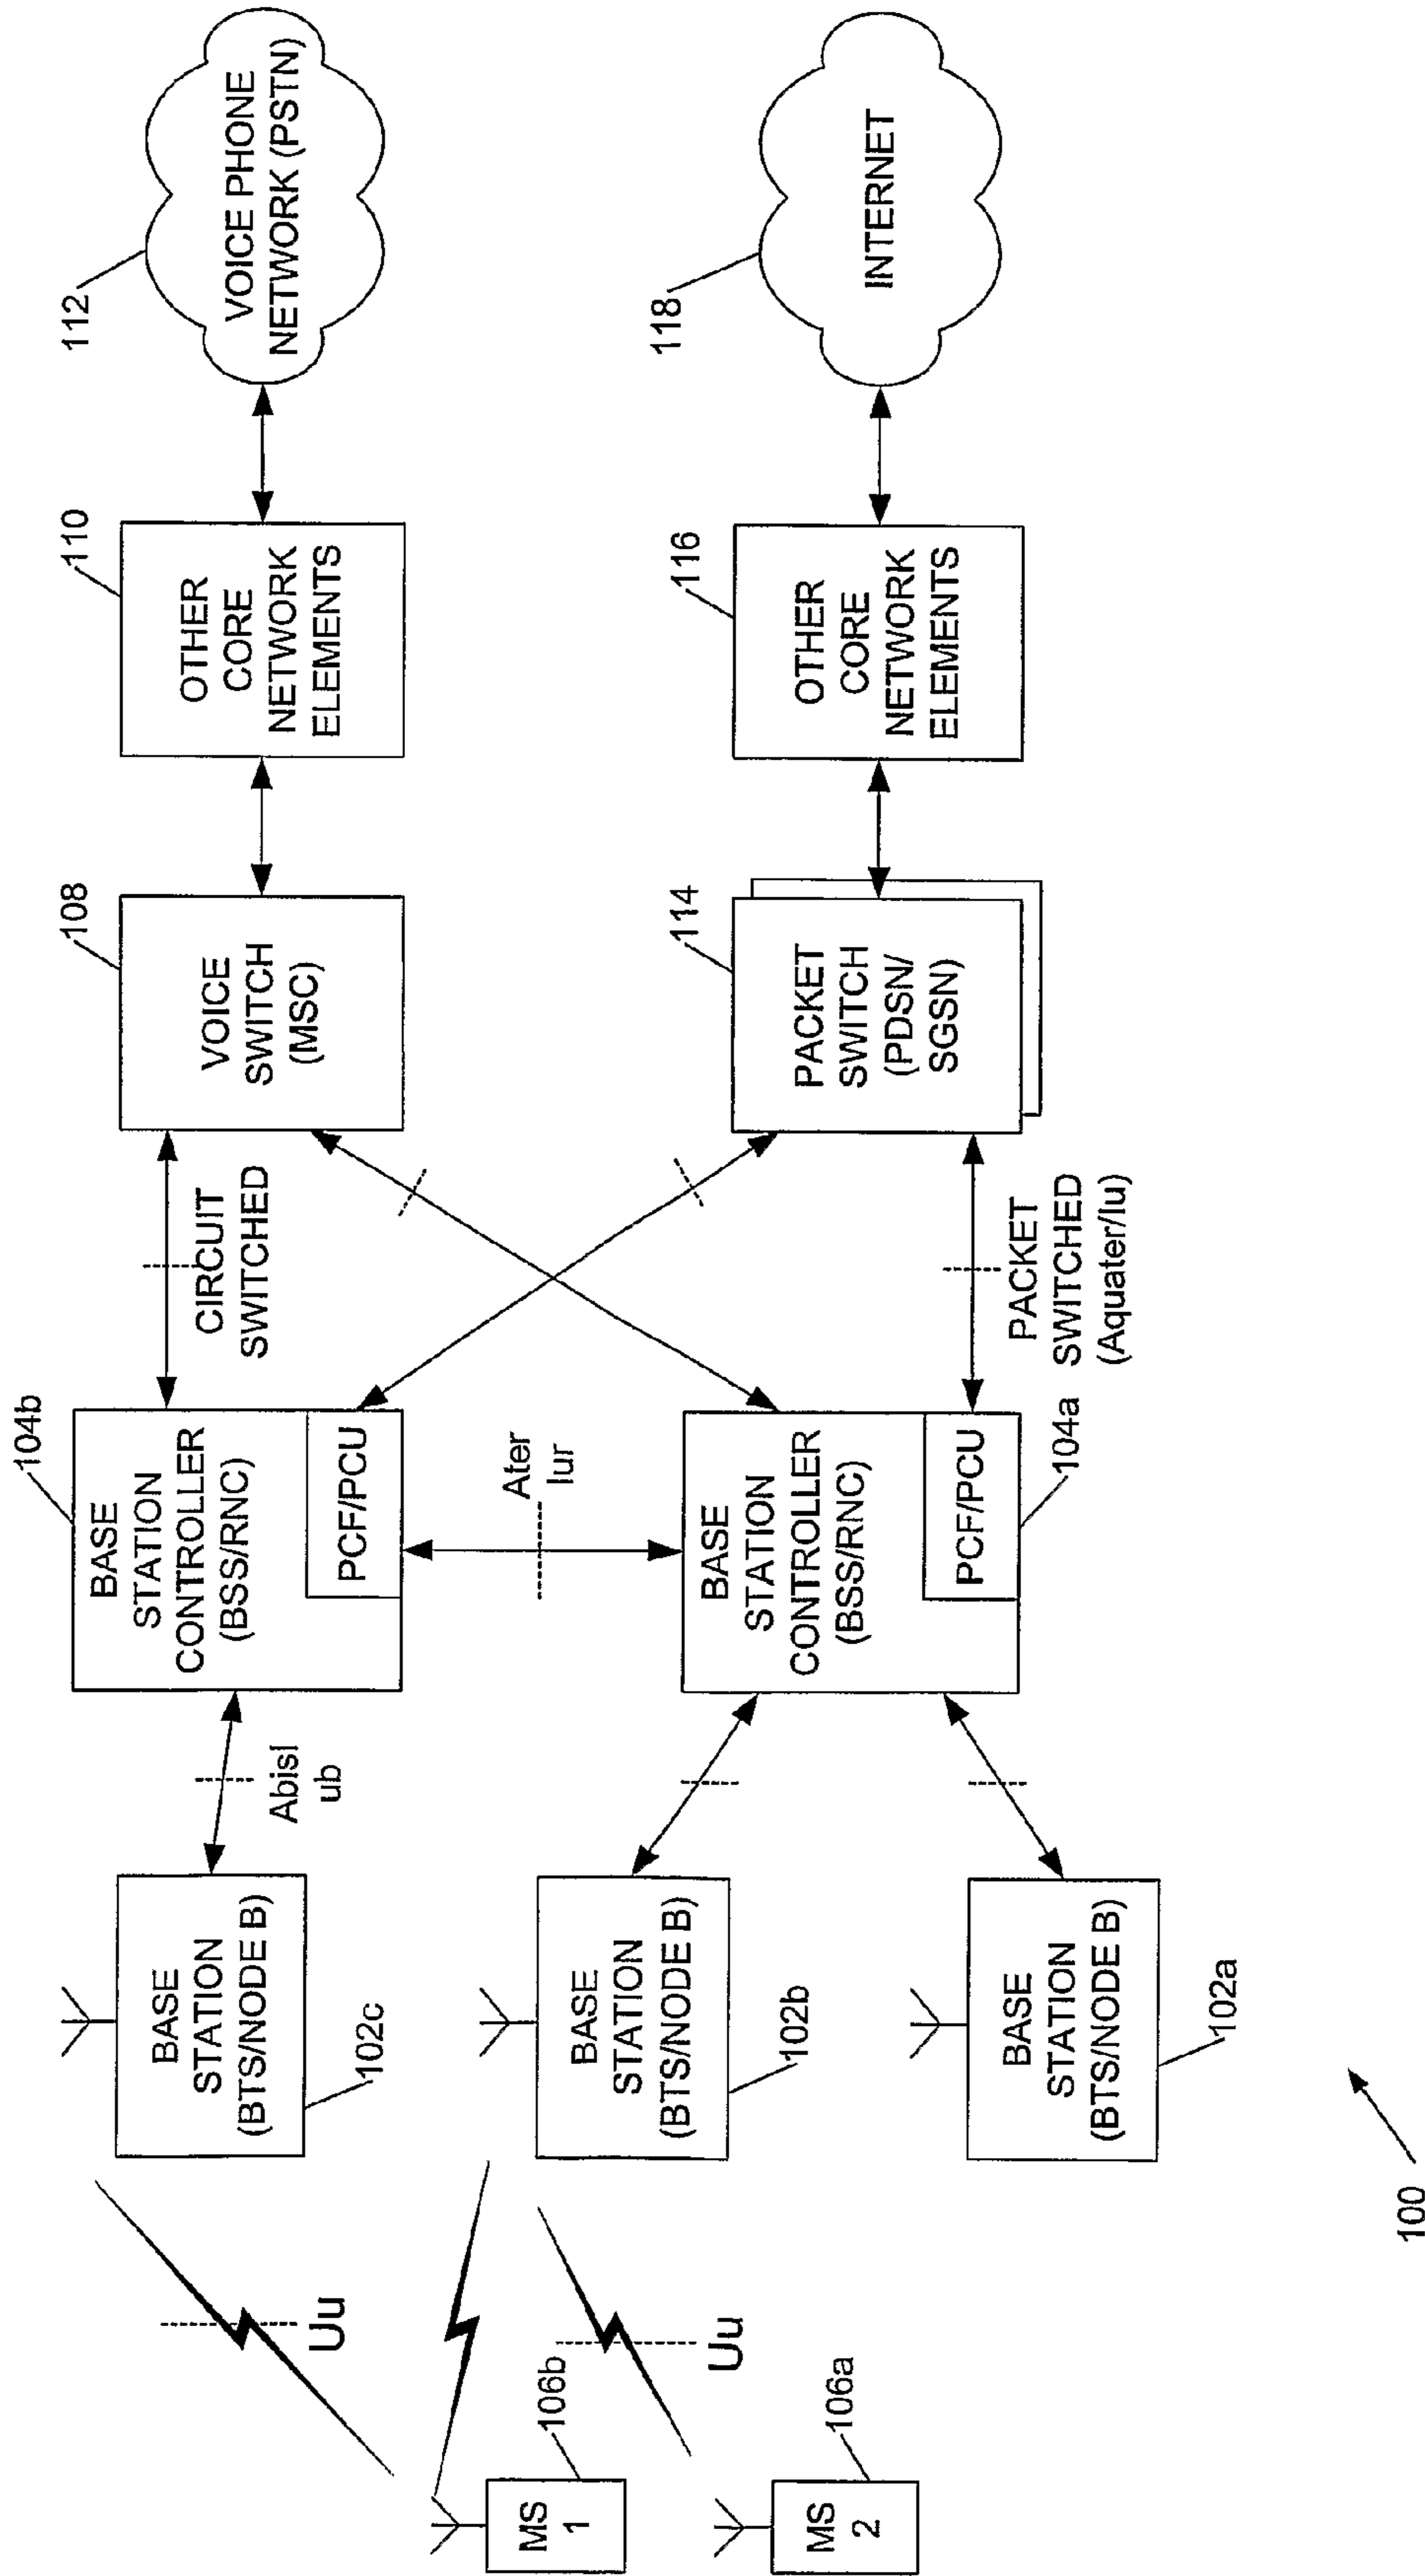 112
VOICE PHONE
NETWORK (PSTN)
118
INTERNET
110
OTHER
CORE
NETWORK
ELEMENTS
116
OTHER
CORE
NETWORK
ELEMENTS
108
VOICE
SWITCH
(MSC)
114
PACKET
SWITCH
(PDSN/
SGSN)
CIRCUIT
SWITCHED
PACKET
SWITCHED
(Aquater/Iu)
104b
BASE
STATION
CONTROLLER
(BSS/RNC)
PCF/PCU
Ater
Iur
BASE
STATION
CONTROLLER
(BSS/RNC)
PCF/PCU
104a
AbisI
ub
BASE
STATION
(BTS/NODE B)
102c
BASE
STATION
(BTS/NODE B)
102b
BASE
STATION
(BTS/NODE B)
102a
Uu
Uu
MS
1
106b
MS
2
106a
100